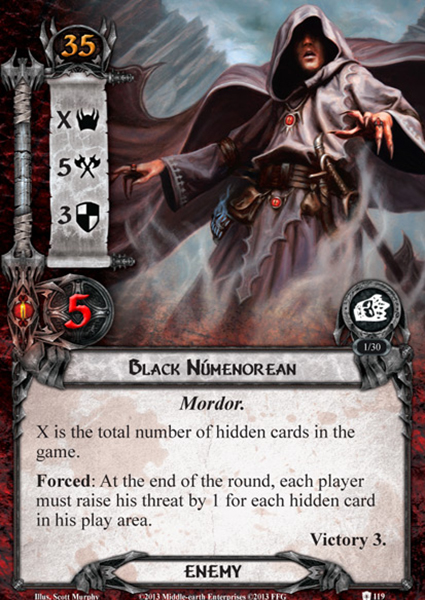 35
X
5
3
5
1/30
Black Númenorean
Mordor.
X is the total number of hidden cards in the
game.
Forced: At the end of the round, each player
must raise his threat by 1 for each hidden card
in his play area.
Victory 3.
ENEMY
Illus. Scott Murphy
©2013 Middle-earth Enterprises ©2013 FFG
119